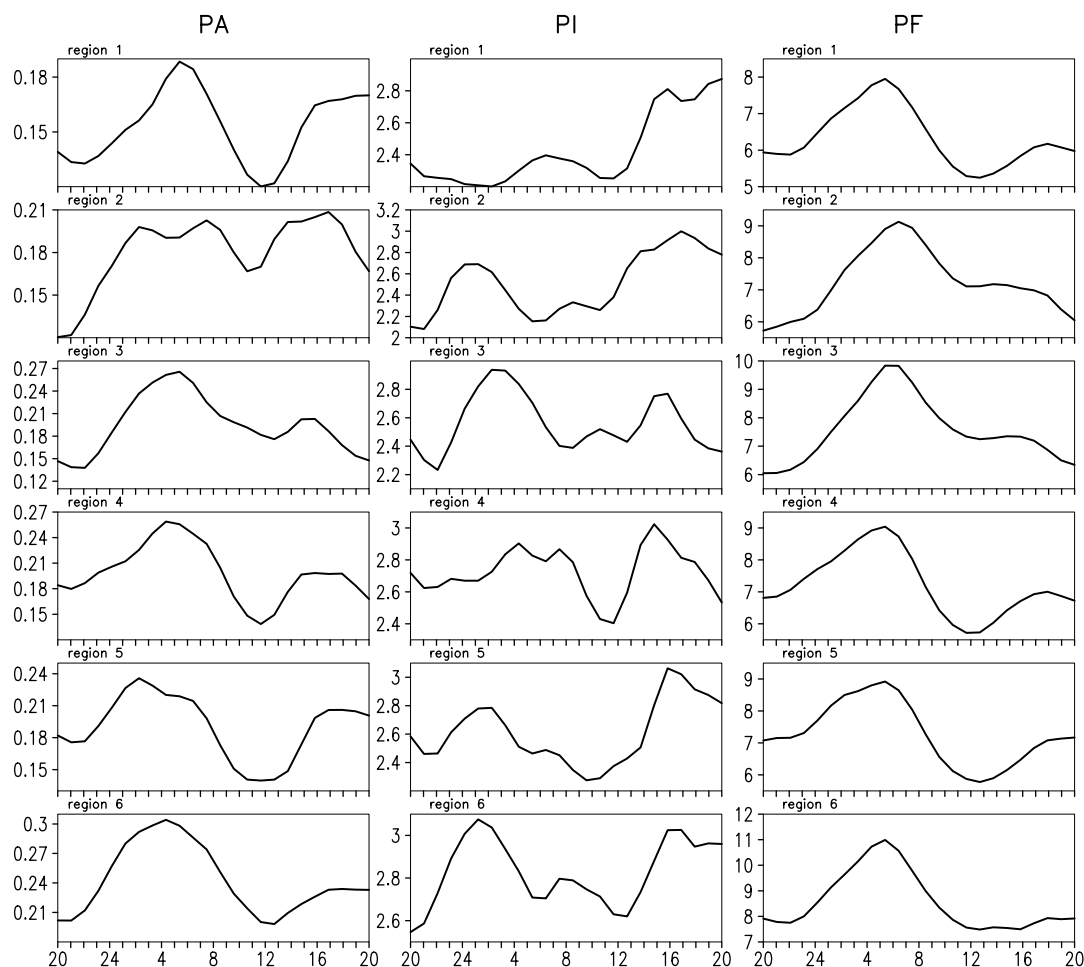 PA PI PF
region 1 region 1 region 1
0.18 2.8 8
0.15 2.4 7
6
5
region 2 region 2 region 2
0.21 3.2 9
0.18 3 8
0.15 2.8 7
2.6 6
2.4
2.2
2
region 3 region 3 region 3
0.27 2.8 10
0.24 2.6 9
0.21 2.4 8
0.18 2.2 7
0.15 6
0.12
region 4 region 4 region 4
0.27 3 9
0.24 2.8 8
0.21 2.6 7
0.18 2.4 6
0.15
region 5 region 5 region 5
0.24 3 9
0.21 2.8 8
0.18 2.6 7
0.15 2.4 6
region 6 region 6 region 6
0.3 3 12
0.27 2.8 11
0.24 2.6 10
0.21 9
8
7
20 24 4 8 12 16 20 20 24 4 8 12 16 20 20 24 4 8 12 16 20